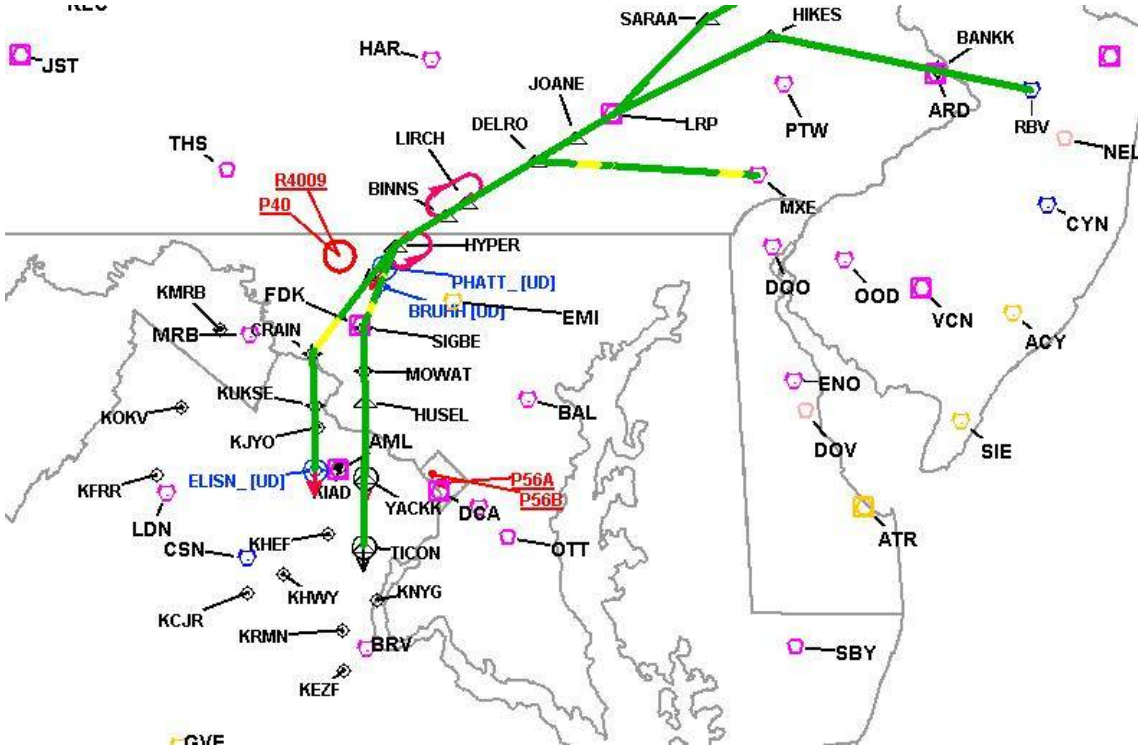 SARAA
HIKES
BANKK
HAR
JST
JOANE
DELRO
LRP
PTW
ARD
RBV
NEL
LIRCH
THS
R4009
BINNS
P40
MXE
CYN
HYPER
PHATT_[UD]
DQO
OOD
KMRB
FDK
BRUHH [UD]
EMI
VCN
MRB
CRAIN
SIGBE
ACY
MOWAT
KUKSE
HUSEL
ENO
KOKV
BAL
KJYO
AML
DOV
SIE
ELISN_[UD]
P56A
KFRR
KIAD
YACKK
P56B
LDN
DCA
ATR
KHEF
CSN
TICON
OTT
KHWY
KNYG
KCJR
KRMN
BRV
SBY
KEZF
GVE